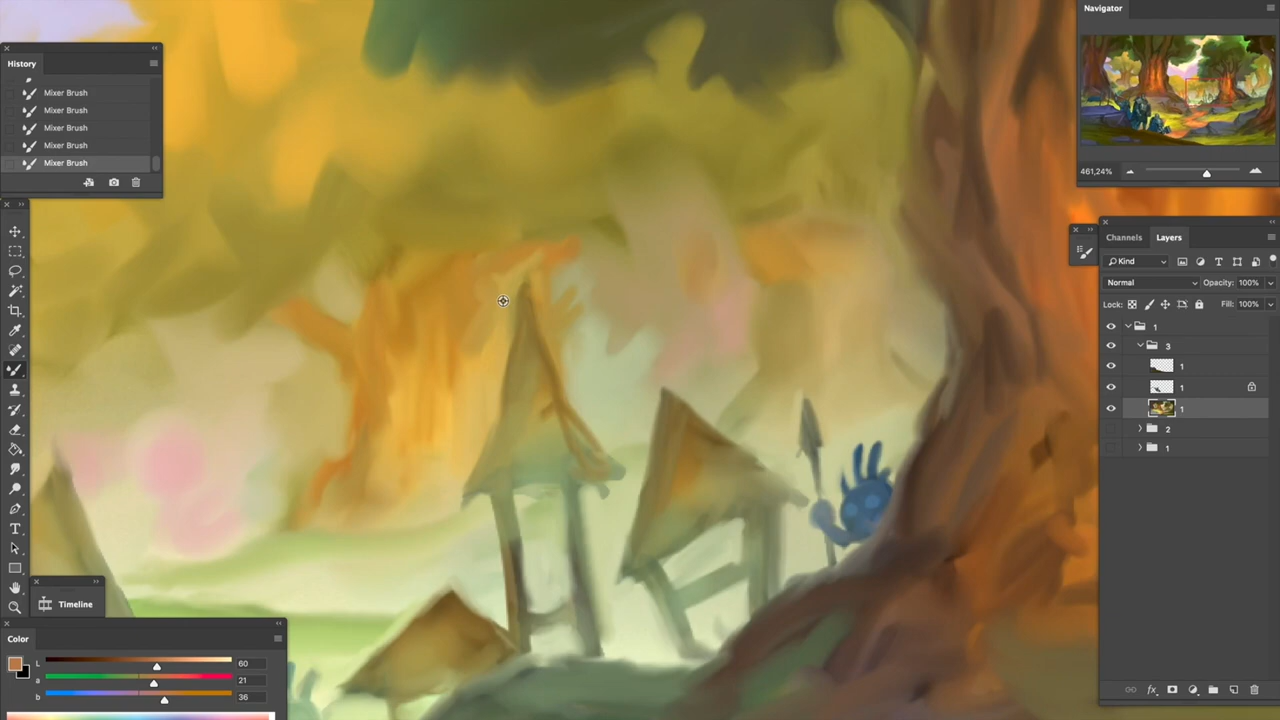 Navigator
History
Mixer Brush
Mixer Brush
Mixer Brush
Mixer Brush
Mixer Brush
461,24%
Channels
Layers
Kind
Normal
Opacity: 100%
Lock:
Fill: 100%
1
3
1
1
1
2
1
Timeline
Color
L
60
a
21
b
36